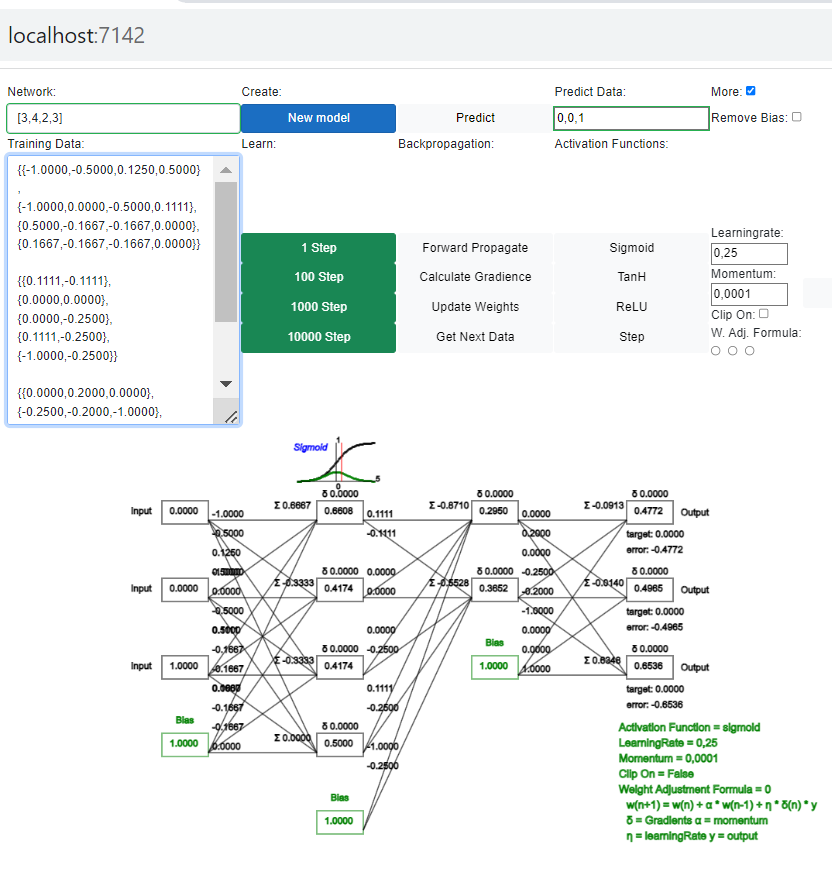 localhost:7142
Network: Create: Predict Data: More:
[3,4,2,3] New model Predict 0,0,1 Remove Bias:
Training Data: Learn: Backpropagation: Activation Functions:
{{-1.0000,-0.5000,0.1250,0.5000}
,
{-1.0000,0.0000,-0.5000,0.1111},
{0.5000,-0.1667,-0.1667,0.0000},
{0.1667,-0.1667,-0.1667,0.0000}}
{{0.1111,-0.1111},
{0.0000,0.0000},
{0.0000,-0.2500},
{0.1111,-0.2500},
{-1.0000,-0.2500}}
{{0.0000,0.2000,0.0000},
{-0.2500,-0.2000,-1.0000},
1 Step Forward Propagate Sigmoid
100 Step Calculate Gradience TanH
1000 Step Update Weights ReLU
10000 Step Get Next Data Step
Learningrate:
0,25
Momentum:
0,0001
Clip On:
W. Adj. Formula:
Sigmoid 1
5
0
δ 0.0000 δ 0.0000 δ 0.0000
Input 0.0000 -1.0000 Σ 0.6667 0.6608 0.1111 Σ -0.8710 0.2950 0.0000 Σ -0.0913 0.4772 Output
-0.5000 -0.1111 0.2000 target: 0.0000
0.1250 0.0000 error: -0.4772
δ 0.0000 0.0000 δ 0.0000 -0.2500 δ 0.0000
Input 0.0000 0.0000 Σ -0.3333 0.4174 0.0000 Σ -0.5528 0.3652 -0.2000 Σ -0.0140 0.4965 Output
-0.5000 -1.0000 target: 0.0000
0.0000 0.0000 error: -0.4965
-0.1667 δ 0.0000 -0.2500 Bias 0.0000 δ 0.0000
Input 1.0000 -0.1667 Σ -0.3333 0.4174 1.0000 1.0000 Σ 0.6348 0.6536 Output
0.1111 target: 0.0000
-0.1667 -0.2500 error: -0.6536
Bias -0.1667 δ 0.0000
1.0000 0.0000 Σ 0.0000 0.5000 -1.0000
-0.2500
Bias
1.0000
Activation Function = sigmoid
LearningRate = 0,25
Momentum = 0,0001
Clip On = False
Weight Adjustment Formula = 0
w(n+1) = w(n) + α * w(n-1) + η * δ(n) * y
δ = Gradients α = momentum
η = learningRate y = output